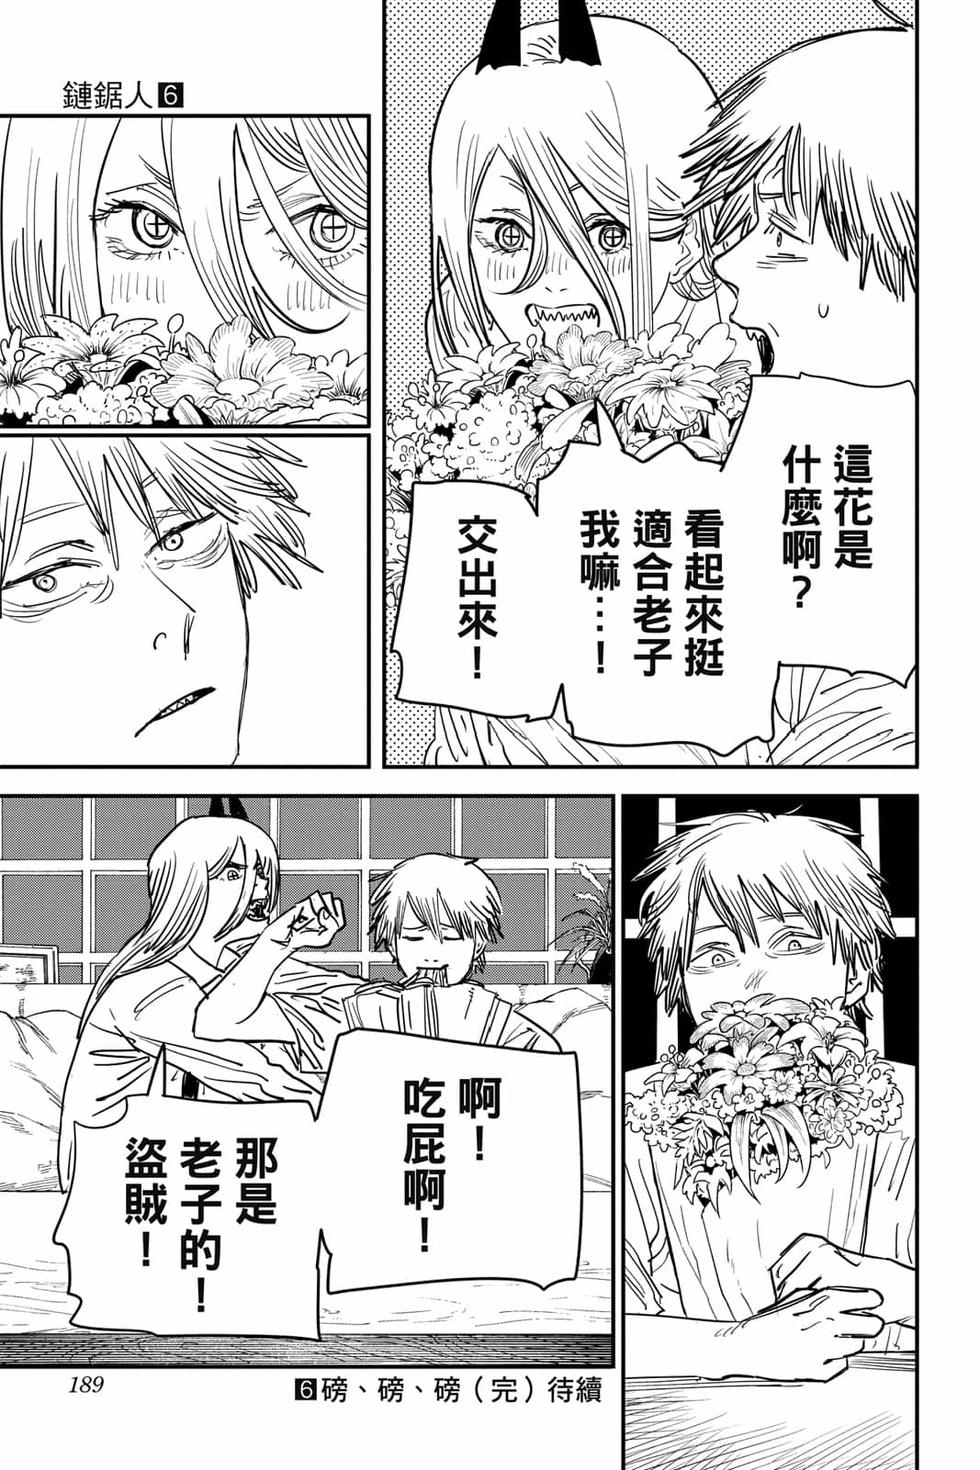 鏈鋸人6
這花是
什麼啊？
看起來挺
適合老子
我嘛…！
交出來！
啊！
吃屁啊！
那是
老子的！
盜賊！
189
6磅、磅、磅（完）待續